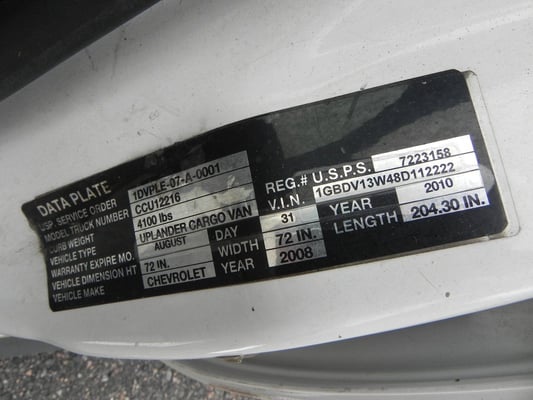 DATA PLATE
USP SERVICE ORDER 1DVPLE-07-A-0001 REG.# U.S.P.S. 7223158
MODEL TRUCK NUMBER CCU12216 V.I.N. 1GBDV13W48D112222
CURB WEIGHT 4100 lbs
VEHICLE TYPE UPLANDER CARGO VAN
WARRANTY EXPIRE MO. AUGUST DAY 31 YEAR 2010
VEHICLE DIMENSION HT 72 IN. WIDTH 72 IN. LENGTH 204.30 IN.
VEHICLE MAKE CHEVROLET YEAR 2008